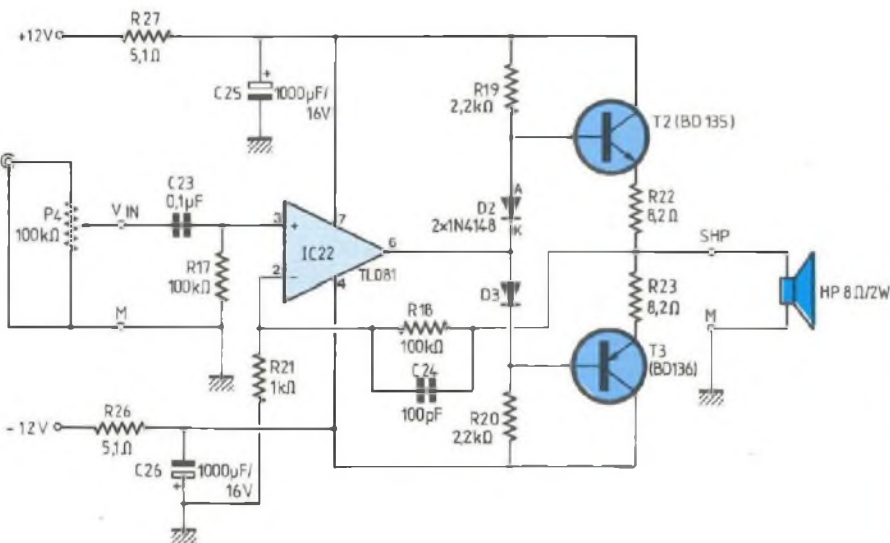 R27
+12V
5,1Ω
+
C25
1000µF/
16V
R19
2,2kΩ
T2 (BD 135)
P4
100kΩ
V IN
C23
0,1µF
3
+
7
IC22
6
TL081
2
-
4
D2
A
2x1N4148
K
R22
8,2Ω
SHP
R17
100kΩ
M
D3
R23
8,2Ω
HP 8Ω/2W
M
R18
100kΩ
C24
100pF
R21
1kΩ
T3
(BD136)
R20
2,2kΩ
R26
- 12V
5,1Ω
C26
1000µF/
16V
+